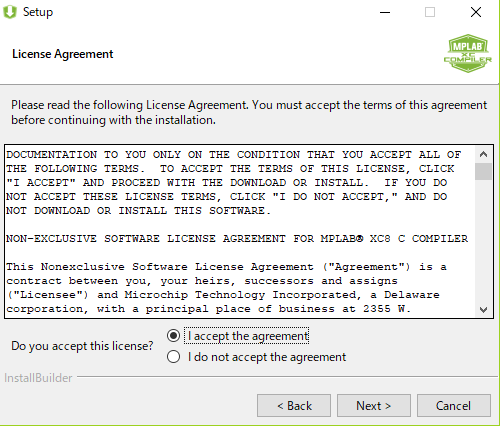 Setup
License Agreement
MPLAB®
XC
COMPILER
Please read the following License Agreement. You must accept the terms of this agreement
before continuing with the installation.
DOCUMENTATION TO YOU ONLY ON THE CONDITION THAT YOU ACCEPT ALL OF
THE FOLLOWING TERMS.  TO ACCEPT THE TERMS OF THIS LICENSE, CLICK
"I ACCEPT" AND PROCEED WITH THE DOWNLOAD OR INSTALL.  IF YOU DO
NOT ACCEPT THESE LICENSE TERMS, CLICK "I DO NOT ACCEPT," AND DO
NOT DOWNLOAD OR INSTALL THIS SOFTWARE.
NON-EXCLUSIVE SOFTWARE LICENSE AGREEMENT FOR MPLAB® XC8 C COMPILER
This Nonexclusive Software License Agreement ("Agreement") is a
contract between you, your heirs, successors and assigns
("Licensee") and Microchip Technology Incorporated, a Delaware
corporation, with a principal place of business at 2355 W.
Do you accept this license?
I accept the agreement
I do not accept the agreement
InstallBuilder
< Back
Next >
Cancel